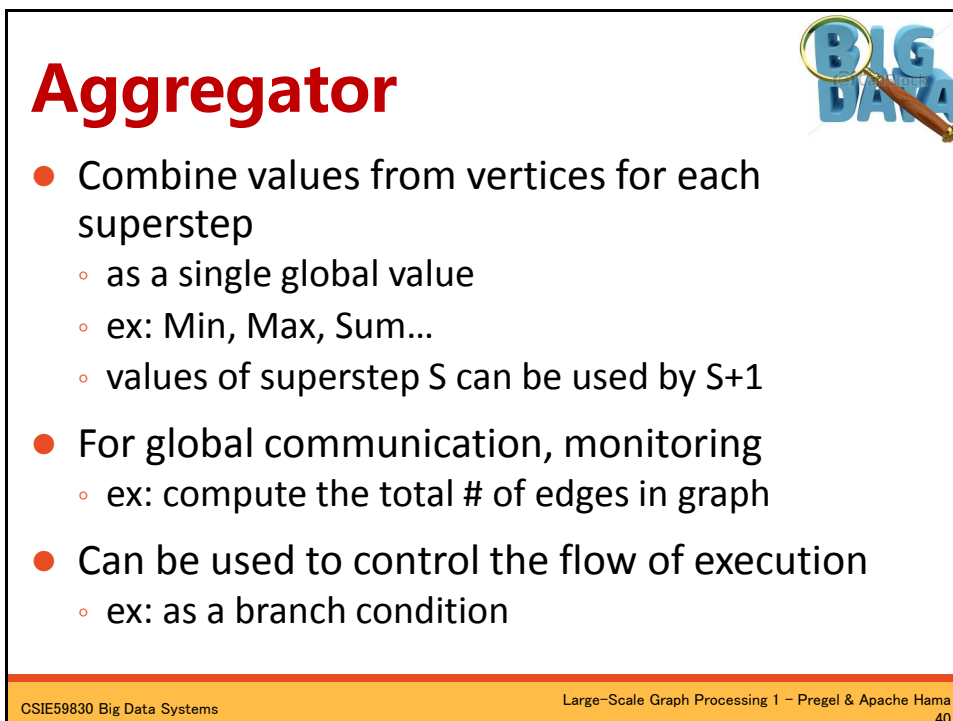 BIG
DATA
Aggregator
● Combine values from vertices for each
superstep
◦ as a single global value
◦ ex: Min, Max, Sum…
◦ values of superstep S can be used by S+1
● For global communication, monitoring
◦ ex: compute the total # of edges in graph
● Can be used to control the flow of execution
◦ ex: as a branch condition
CSIE59830 Big Data Systems
Large-Scale Graph Processing 1 – Pregel & Apache Hama
40